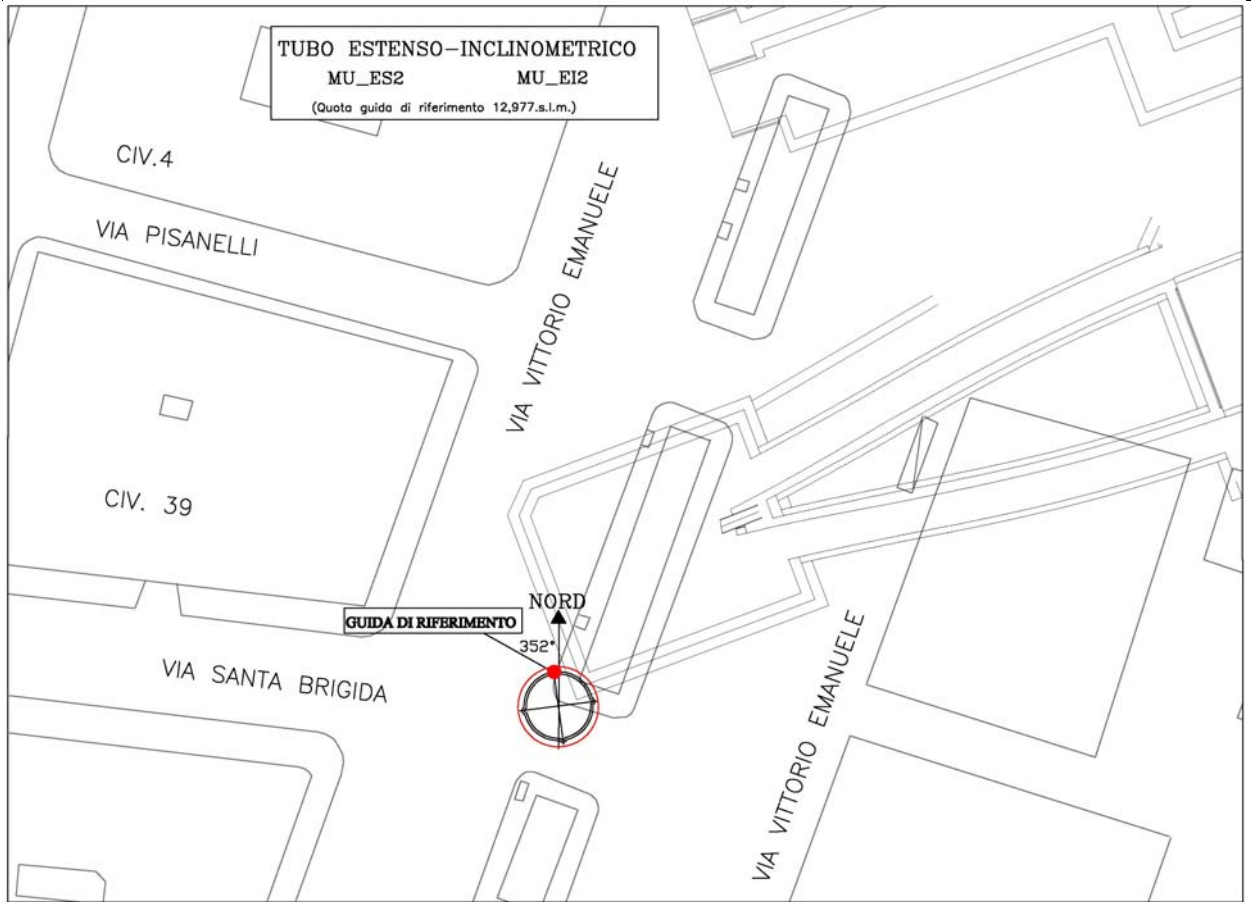 TUBO ESTENSO-INCLINOMETRICO
MU_ES2 MU_EI2
(Quota guida di riferimento 12,977.s.l.m.)
CIV.4
VIA PISANELLI
VIA VITTORIO EMANUELE
CIV. 39
NORD
GUIDA DI RIFERIMENTO
352°
VIA SANTA BRIGIDA
VIA VITTORIO EMANUELE